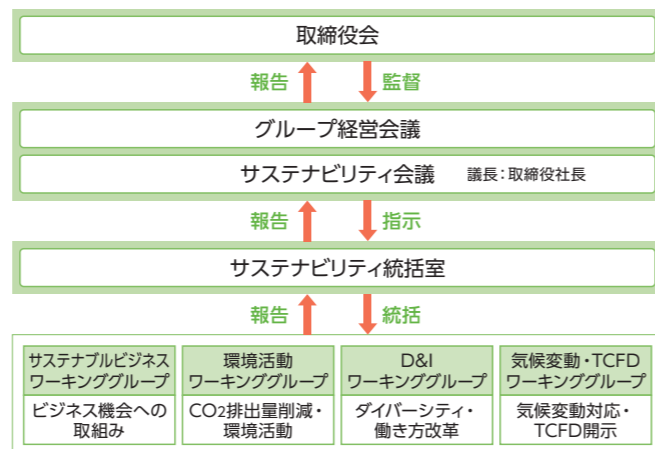 取締役会
報告 監督
グループ経営会議
サステナビリティ会議 議長:取締役社長
報告 指示
サステナビリティ統括室
報告 統括
サステナブルビジネス
ワーキンググループ
ビジネス機会への
取組み
環境活動
ワーキンググループ
CO2排出量削減・
環境活動
D&I
ワーキンググループ
ダイバーシティ・
働き方改革
気候変動・TCFD
ワーキンググループ
気候変動対応・
TCFD開示